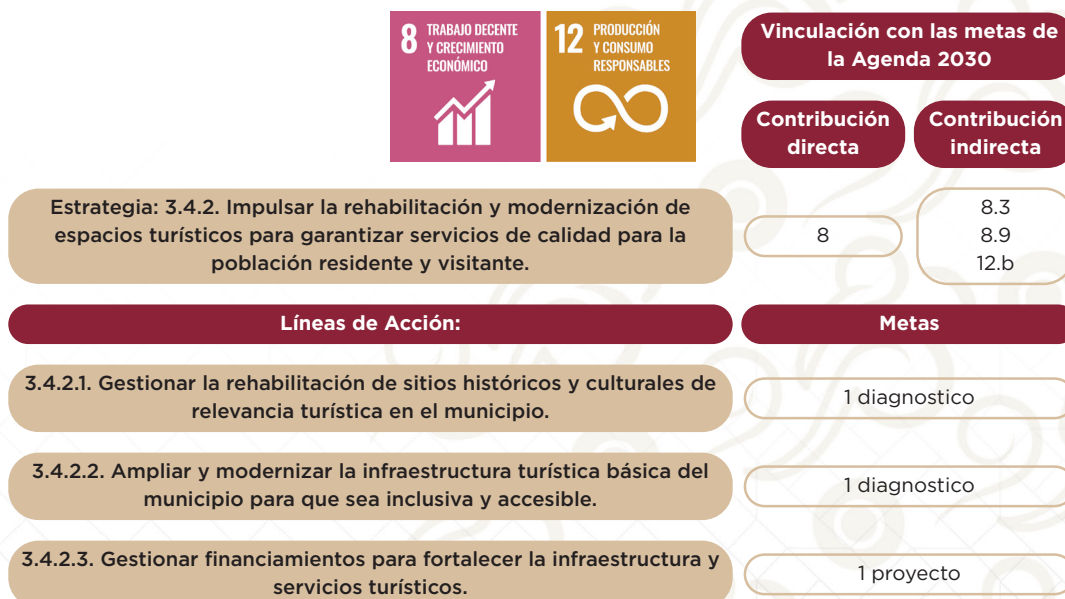 8 TRABAJO DECENTE
Y CRECIMIENTO
ECONÓMICO
12 PRODUCCIÓN
Y CONSUMO
RESPONSABLES
Vinculación con las metas de
la Agenda 2030
Contribución
directa
Contribución
indirecta
Estrategia: 3.4.2. Impulsar la rehabilitación y modernización de
espacios turísticos para garantizar servicios de calidad para la
población residente y visitante.
8
8.3
8.9
12.b
Líneas de Acción:
Metas
3.4.2.1. Gestionar la rehabilitación de sitios históricos y culturales de
relevancia turística en el municipio.
1 diagnostico
3.4.2.2. Ampliar y modernizar la infraestructura turística básica del
municipio para que sea inclusiva y accesible.
1 diagnostico
3.4.2.3. Gestionar financiamientos para fortalecer la infraestructura y
servicios turísticos.
1 proyecto